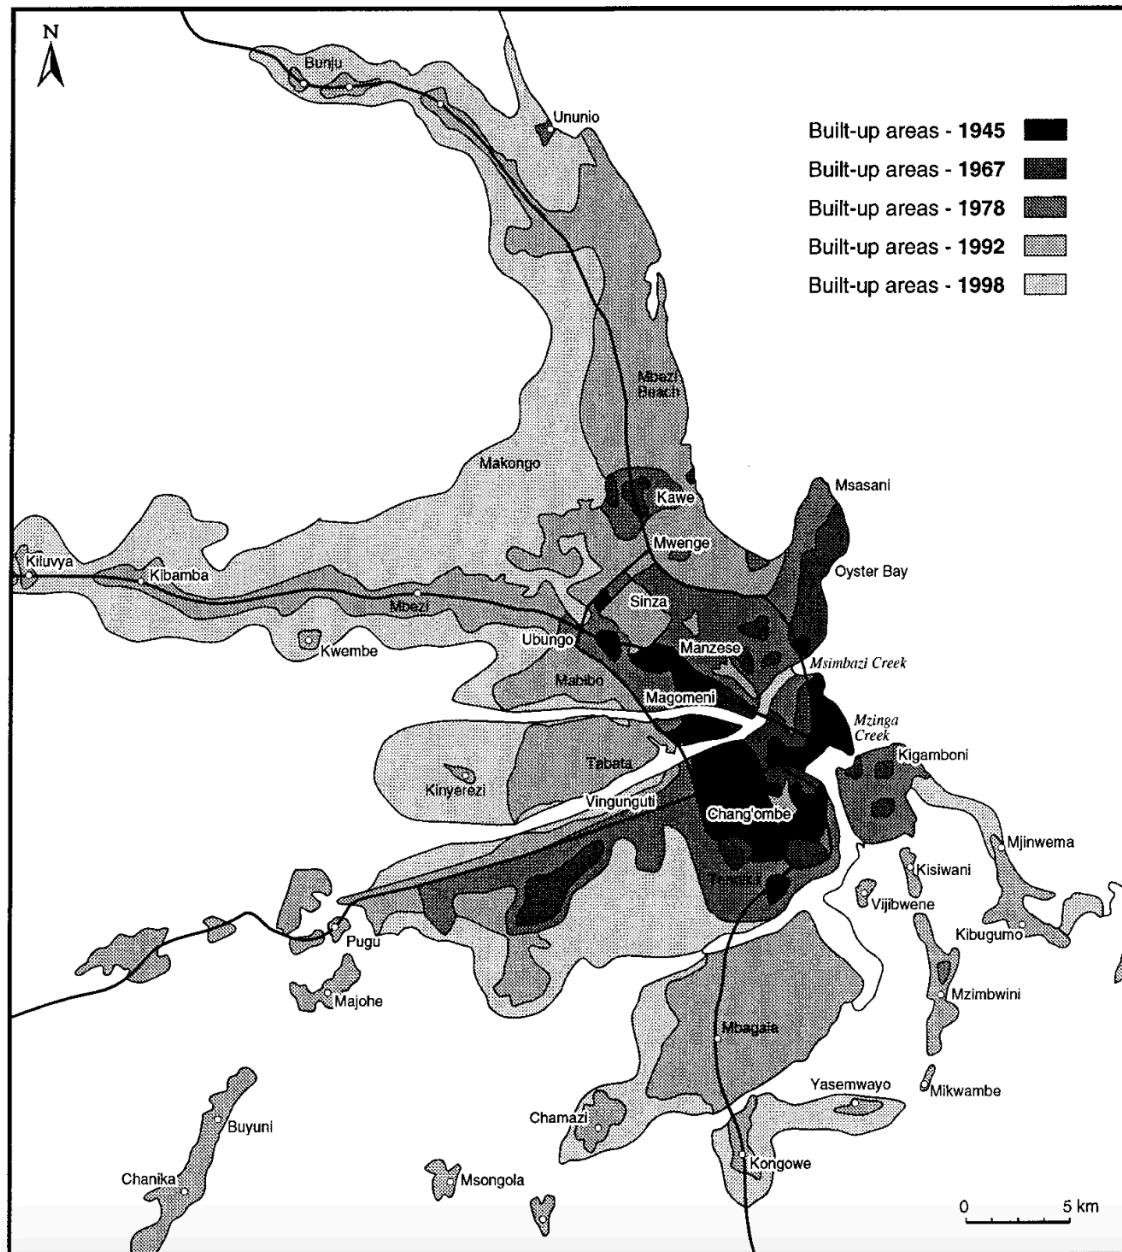 N
Bunju
Ununio
Built-up areas - 1945
Built-up areas - 1967
Built-up areas - 1978
Built-up areas - 1992
Built-up areas - 1998
Mbezi
Beach
Makongo
Kawe
Msasani
Mwenge
Kiluvya
Kibamba
Oyster Bay
Mbezi
Sinza
Ubungo
Manzese
Kwembe
Msimbazi Creek
Mabibo
Magomeni
Mzinga
Creek
Kigamboni
Tabata
Kinyerezi
Vingunguti
Chang'ombe
Mjinwema
Kisiwani
Temeke
Vijibwene
Kibugumo
Pugu
Majohe
Mzimbwini
Mbagala
Yasemwayo
Mikwambe
Buyuni
Chamazi
Kongowe
Chanika
Msongola
0 5 km